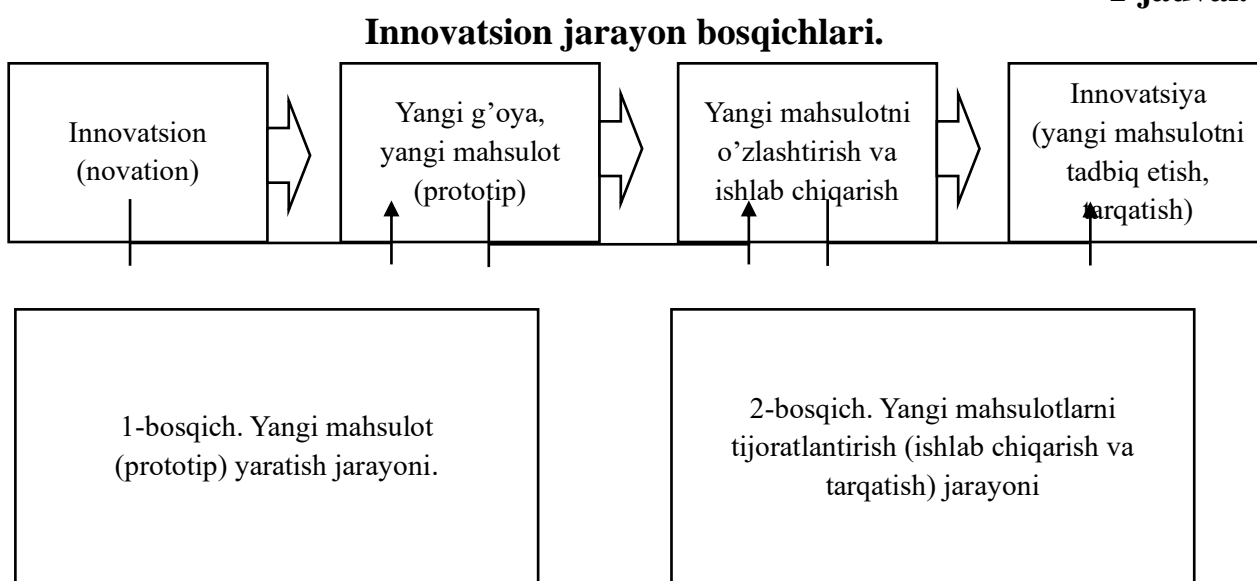 Innovatsion jarayon bosqichlari.
Innovatsion
(novation)
Yangi g’oya,
yangi mahsulot
(prototip)
Yangi mahsulotni
o’zlashtirish va
ishlab chiqarish
Innovatsiya
(yangi mahsulotni
tadbiq etish,
tarqatish)
1-bosqich. Yangi mahsulot
(prototip) yaratish jarayoni.
2-bosqich. Yangi mahsulotlarni
tijoratlantirish (ishlab chiqarish va
tarqatish) jarayoni